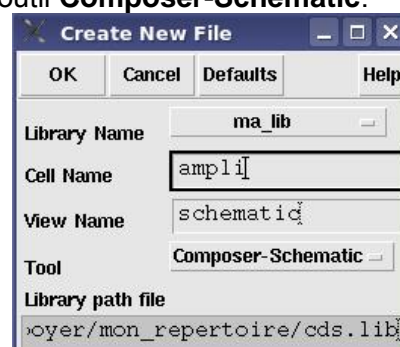 outil Composer-Schematic.
Create New File
OK Cancel Defaults Help
Library Name ma_lib
Cell Name ampli
View Name schematic
Tool Composer-Schematic
Library path file
oyer/mon_repertoire/cds.lib